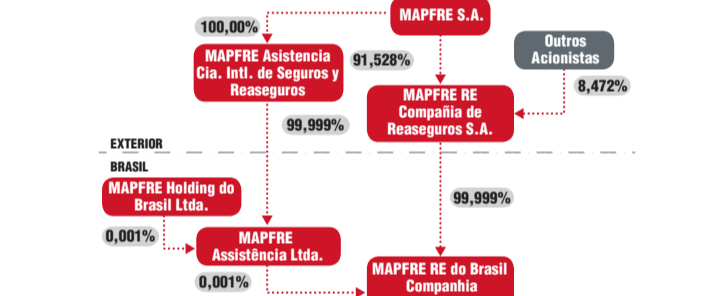 MAPFRE S.A.
100,00%
Outros
Acionistas
MAPFRE Asistencia
Cia. Intl. de Seguros y
Reaseguros
91,528%
8,472%
MAPFRE RE
Compañia de
Reaseguros S.A.
99,999%
EXTERIOR
BRASIL
MAPFRE Holding do
Brasil Ltda.
99,999%
0,001%
MAPFRE
Assistência Ltda.
0,001%
MAPFRE RE do Brasil
Companhia